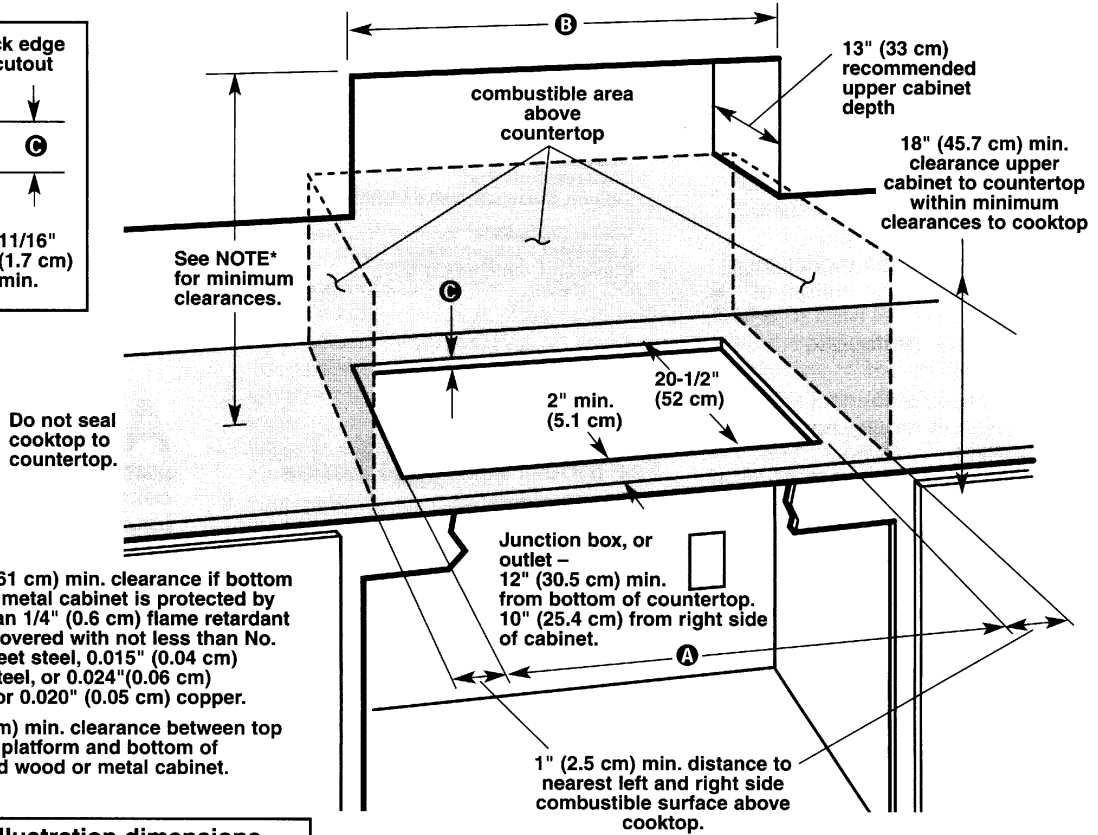 ck edge
cutout
C
11/16"
(1.7 cm)
min.
B
13" (33 cm)
recommended
upper cabinet
depth
combustible area
above
countertop
18" (45.7 cm) min.
clearance upper
cabinet to countertop
within minimum
clearances to cooktop
See NOTE*
for minimum
clearances.
C
20-1/2"
(52 cm)
2" min.
(5.1 cm)
Do not seal
cooktop to
countertop.
Junction box, or
outlet –
12" (30.5 cm) min.
from bottom of countertop.
10" (25.4 cm) from right side
of cabinet.
A
61 cm) min. clearance if bottom
metal cabinet is protected by
an 1/4" (0.6 cm) flame retardant
overed with not less than No.
eet steel, 0.015" (0.04 cm)
teel, or 0.024"(0.06 cm)
or 0.020" (0.05 cm) copper.
m) min. clearance between top
platform and bottom of
d wood or metal cabinet.
1" (2.5 cm) min. distance to
nearest left and right side
combustible surface above
cooktop.
llustration dimensions